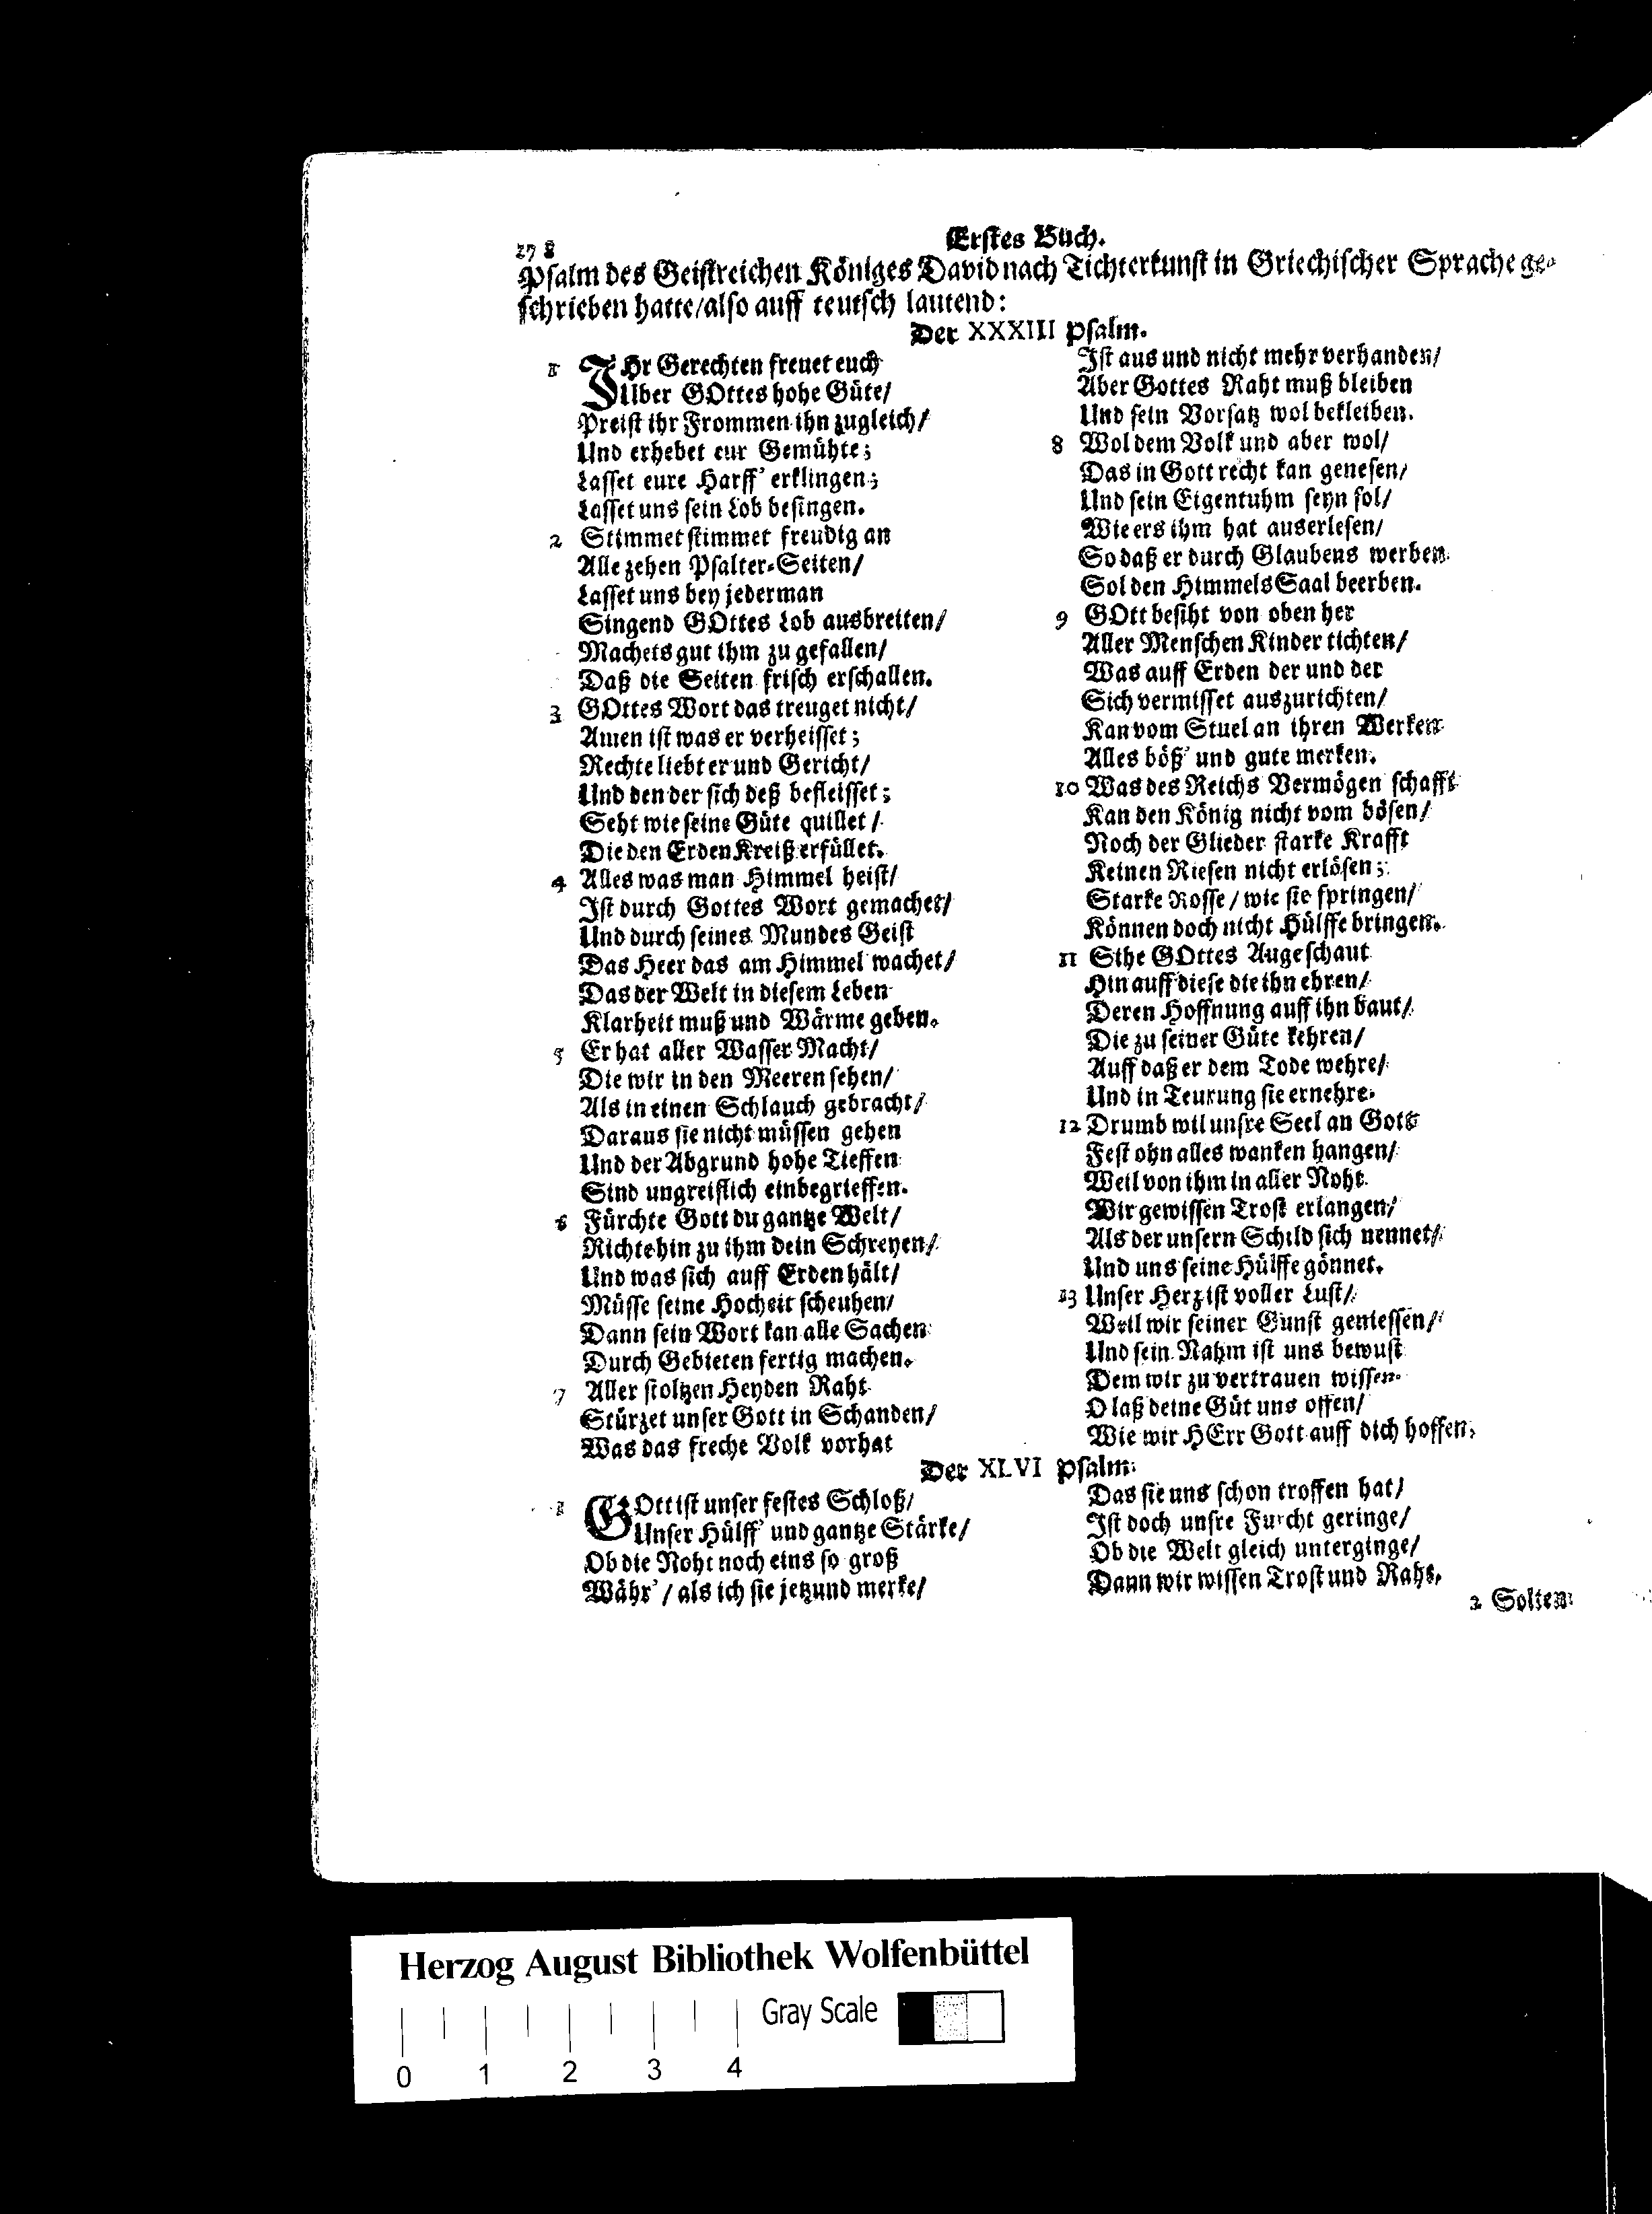 278
Erstes Buch.
Psalm des Geistreichen Königes David nach Tichterkunst in Griechischer Sprache ge-
schrieben hatte/also auff teutsch lautend:
Der XXXIII Psalm.
1 IHr Gerechten freuet euch
Uber GOttes hohe Güte/
Preist ihr Frommen ihn zugleich/
Und erhebet eur Gemühte;
Lasset eure Harff' erklingen;
Lasset uns sein Lob besingen.
2 Stimmet stimmet freudig an
Alle zehen Psalter-Seiten/
Lasset uns bey jederman
Singend GOttes Lob ausbreiten/
Machets gut ihm zu gefallen/
Daß die Seiten frisch erschallen.
3 GOttes Wort das treuget nicht/
Amen ist was er verheisset;
Rechte liebt er und Gericht/
Und den der sich deß befleisset;
Seht wie seine Güte quillet/
Die den Erden Kreiß erfüllet.
4 Alles was man Himmel heist/
Ist durch Gottes Wort gemachet/
Und durch seines Mundes Geist
Das Heer das am Himmel wachet/
Das der Welt in diesem Leben
Klarheit muß und Wärme geben.
5 Er hat aller Wasser Macht/
Die wir in den Meeren sehen/
Als in einen Schlauch gebracht/
Daraus sie nicht müssen gehen
Und der Abgrund hohe Tieffen
Sind ungreiflich einbegrieffen.
6 Fürchte Gott du gantze Welt/
Richte hin zu ihm dein Schreyen/
Und was sich auff Erden hält/
Müsse seine Hocheit scheuhen/
Dann sein Wort kan alle Sachen
Durch Gebieten fertig machen.
7 Aller stoltzen Heyden Raht
Stürzet unser Gott in Schanden/
Was das freche Volk vorhat
Ist aus und nicht mehr verhanden/
Aber Gottes Raht muß bleiben
Und sein Vorsatz wol bekleiben.
8 Wol dem Volk und aber wol/
Das in Gott recht kan genesen/
Und sein Eigentuhm seyn sol/
Wie ers ihm hat auserlesen/
So daß er durch Glaubens werben
Sol den Himmels Saal beerben.
9 GOtt besiht von oben her
Aller Menschen Kinder tichten/
Was auff Erden der und der
Sich vermisset auszurichten/
Kan vom Stuel an ihren Werken
Alles böß' und gute merken.
10 Was des Reichs Vermögen schafft
Kan den König nicht vom bösen/
Noch der Glieder starke Krafft
Keinen Riesen nicht erlösen;
Starke Rosse/wie sie springen/
Können doch nicht Hülffe bringen.
11 Sihe GOttes Auge schaut
Hin auff diese die ihn ehren/
Deren Hoffnung auff ihn baut/
Die zu seiner Güte kehren/
Auff daß er dem Tode wehre/
Und in Teurung sie ernehre.
12 Drumb wil unsre Seel an Gott
Fest ohn alles wanken hangen/
Weil von ihm in aller Noht
Wir gewissen Trost erlangen/
Als der unsern Schild sich nennet/
Und uns seine Hülffe gönnet.
13 Unser Herz ist voller Lust/
Weil wir seiner Gunst geniessen/
Und sein Nahm ist uns bewust
Dem wir zu vertrauen wissen.
O laß deine Güt uns offen/
Wie wir HErr Gott auff dich hoffen.
Der XLVI Psalm.
1 GOtt ist unser festes Schloß/
Unser Hülff' und gantze Stärke/
Ob die Noht noch eins so groß
Währ'/als ich sie jetzund merke/
Das sie uns schon troffen hat/
Ist doch unsre Furcht geringe/
Ob die Welt gleich unterginge/
Dann wir wissen Trost und Raht.
2 Solten
Herzog August Bibliothek Wolfenbüttel
Gray Scale
0 1 2 3 4